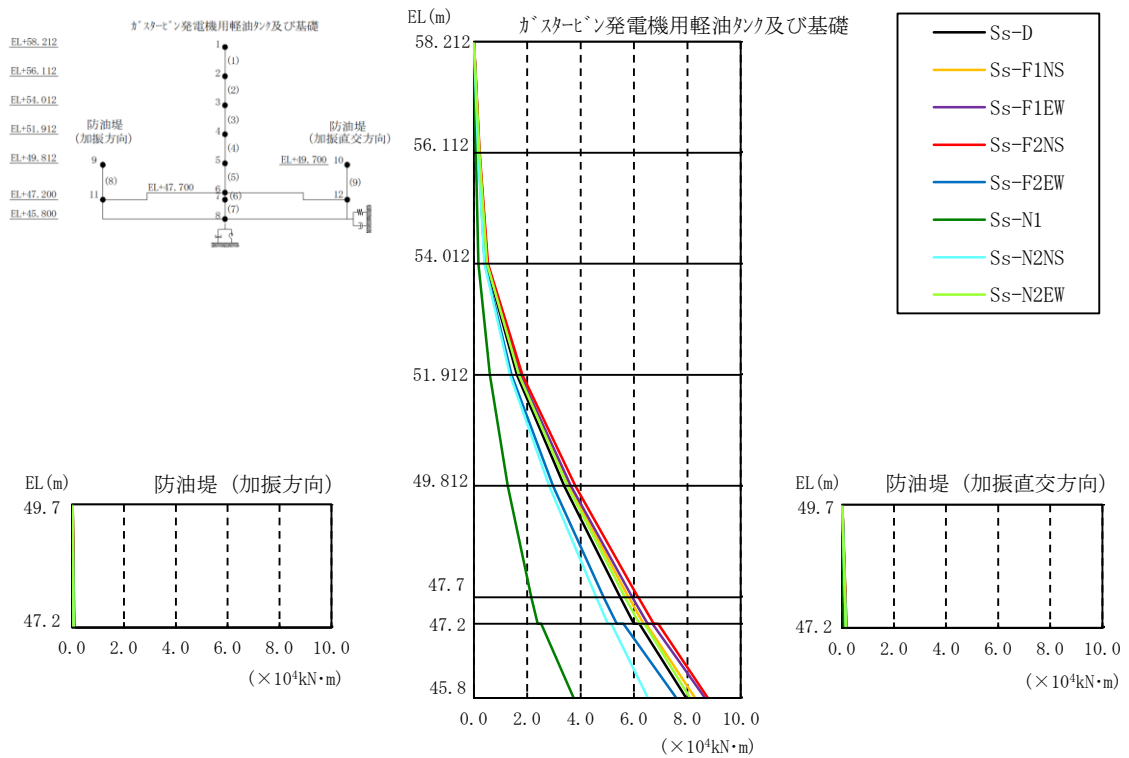 ｶﾞｽﾀｰﾋﾞﾝ発電機用軽油ﾀﾝｸ及び基礎
EL+58.212
EL+56.112
EL+54.012
EL+51.912
EL+49.812
EL+47.200
EL+45.800
1
(1)
2
(2)
3
(3)
4
(4)
5
(5)
6
(6)
7
(7)
8
防油堤
(加振方向)
9
(8)
11
EL+47.700
防油堤
(加振直交方向)
EL+49.700
10
(9)
12
EL(m)
ｶﾞｽﾀｰﾋﾞﾝ発電機用軽油ﾀﾝｸ及び基礎
58.212
56.112
54.012
51.912
49.812
47.7
47.2
45.8
0.0 2.0 4.0 6.0 8.0 10.0
(×10⁴kN·m)
Ss-D
Ss-F1NS
Ss-F1EW
Ss-F2NS
Ss-F2EW
Ss-N1
Ss-N2NS
Ss-N2EW
EL(m)
防油堤 (加振方向)
49.7
47.2
0.0 2.0 4.0 6.0 8.0 10.0
(×10⁴kN·m)
EL(m)
防油堤 (加振直交方向)
49.7
47.2
0.0 2.0 4.0 6.0 8.0 10.0
(×10⁴kN·m)